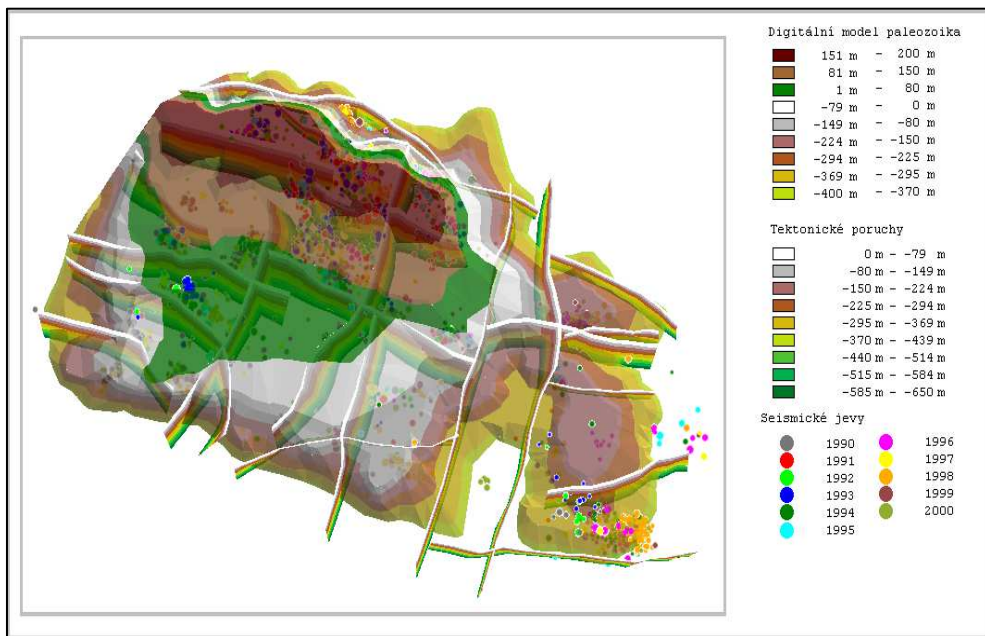 Digitální model paleozoika
151 m - 200 m
81 m - 150 m
1 m - 80 m
-79 m - 0 m
-149 m - -80 m
-224 m - -150 m
-294 m - -225 m
-369 m - -295 m
-400 m - -370 m
Tektonické poruchy
0 m - -79 m
-80 m - -149 m
-150 m - -224 m
-225 m - -294 m
-295 m - -369 m
-370 m - -439 m
-440 m - -514 m
-515 m - -584 m
-585 m - -650 m
Seismické jevy
1990 1996
1991 1997
1992 1998
1993 1999
1994 2000
1995